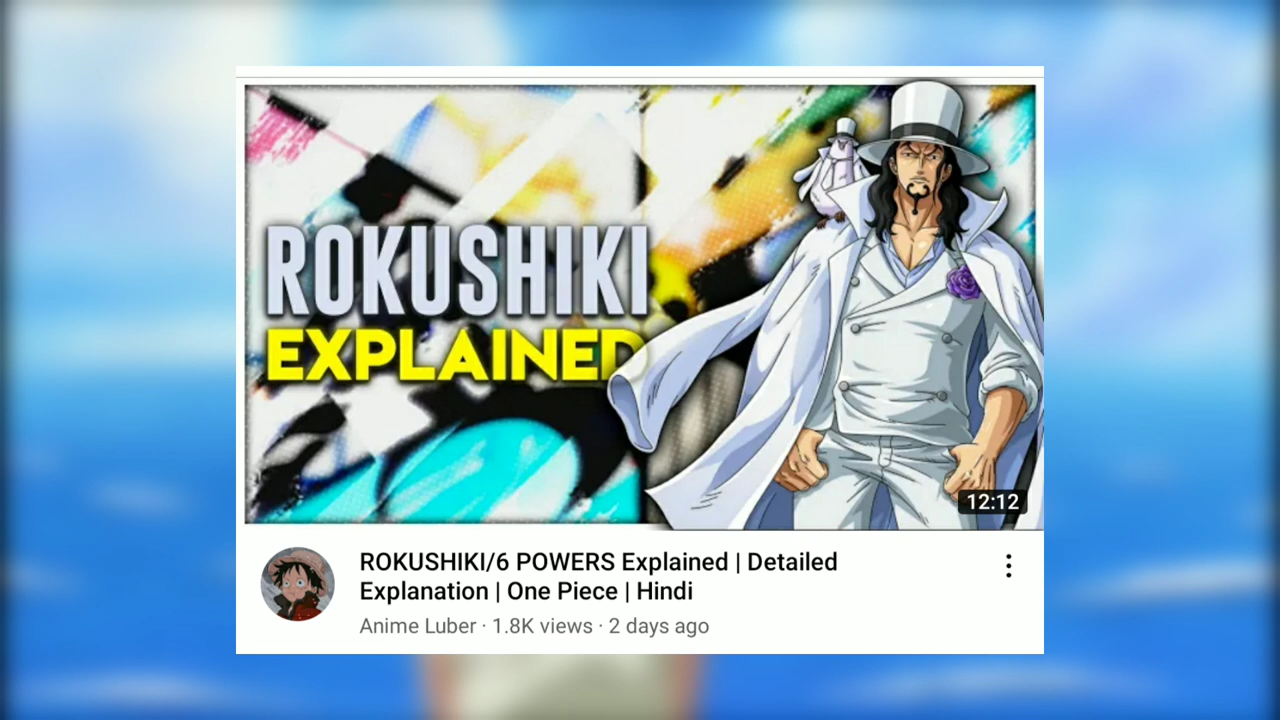 ROKUSHIKI
EXPLAINED
12:12
ROKUSHIKI/6 POWERS Explained | Detailed
Explanation | One Piece | Hindi
Anime Luber · 1.8K views · 2 days ago